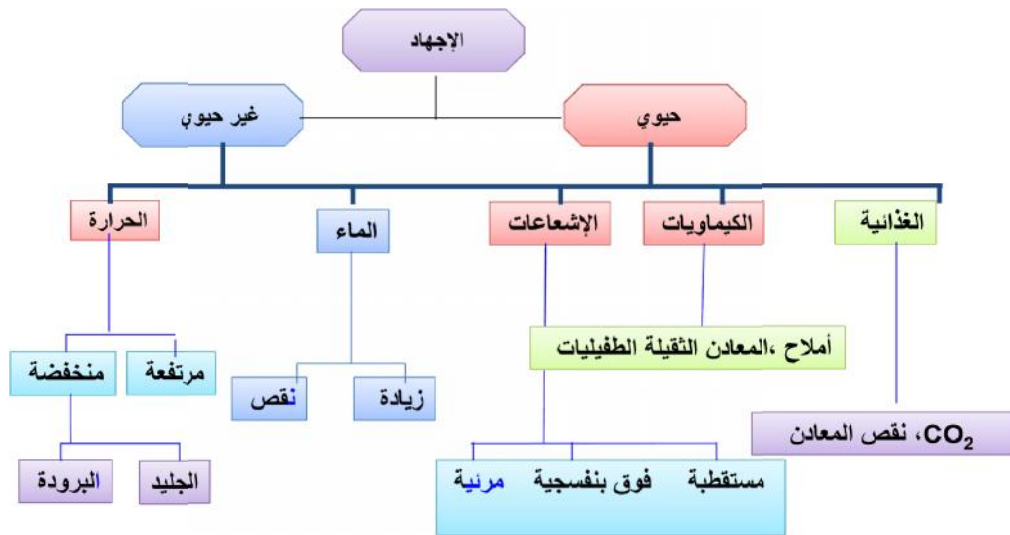 الإجهاد
حيوي
غير حيوي
الغذائية
الكيماويات
الإشعاعات
الماء
الحرارة
أملاح ،المعادن الثقيلة الطفيليات
مرتفعة
منخفضة
زيادة
نقص
CO2، نقص المعادن
مستقطبة
فوق بنفسجية
مرئية
الجليد
البرودة